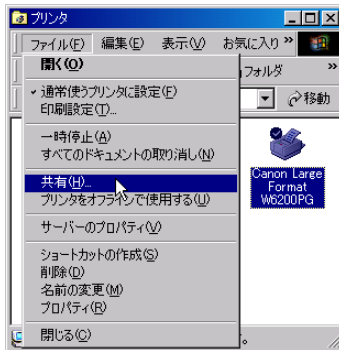 プリンタ
ファイル(F) 編集(E) 表示(V) お気に入り »
開く(O)
フォルダ »
通常使うプリンタに設定(F)
印刷設定(T)...
移動
一時停止(A)
すべてのドキュメントの取り消し(N)
共有(H)...
プリンタをオフラインで使用する(U)
Canon Large
Format
W6200PG
サーバーのプロパティ(V)
ショートカットの作成(S)
削除(D)
名前の変更(M)
プロパティ(R)
閉じる(C)